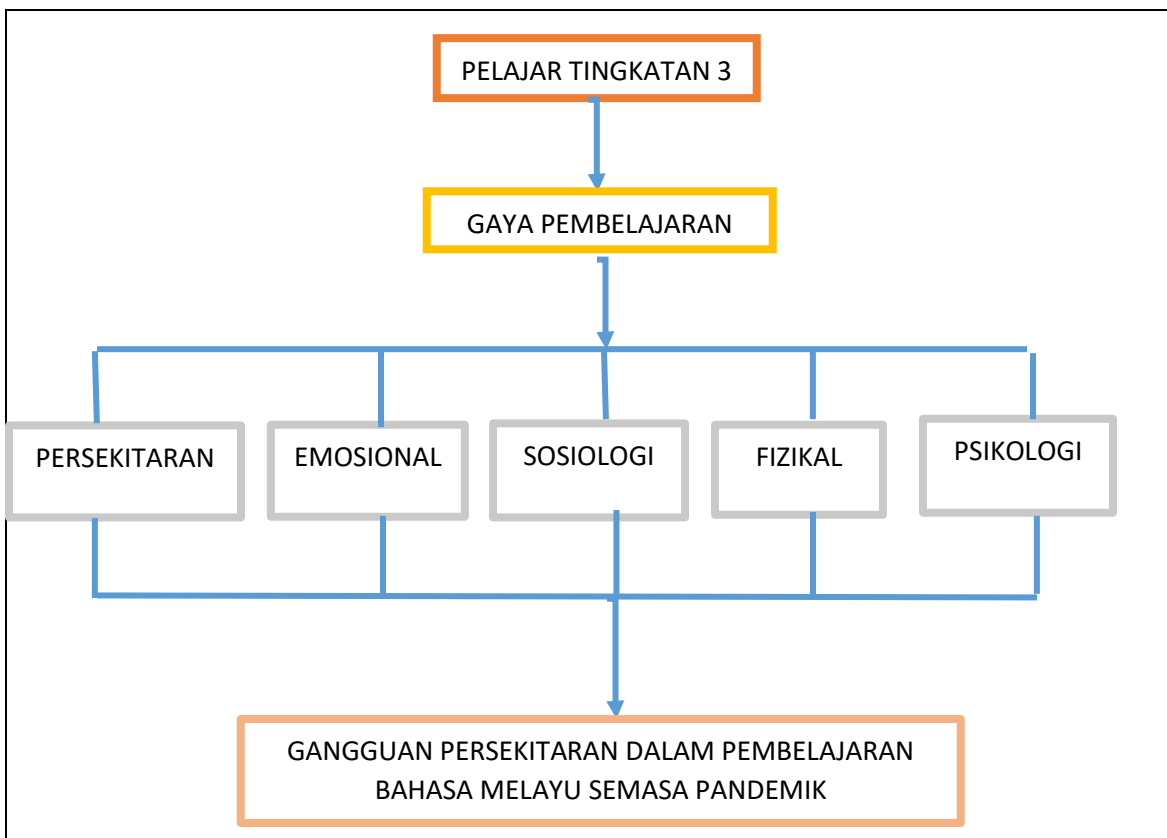 PELAJAR TINGKATAN 3
GAYA PEMBELAJARAN
PERSEKITARAN
EMOSIONAL
SOSIOLOGI
FIZIKAL
PSIKOLOGI
GANGGUAN PERSEKITARAN DALAM PEMBELAJARAN
BAHASA MELAYU SEMASA PANDEMIK